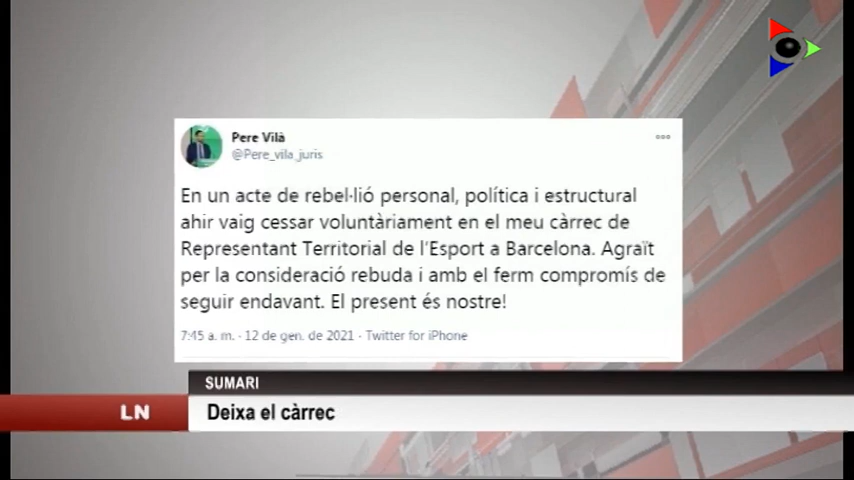 Pere Vilà
@Pere_vila_juris
En un acte de rebel·lió personal, política i estructural
ahir vaig cessar voluntàriament en el meu càrrec de
Representant Territorial de l'Esport a Barcelona. Agraït
per la consideració rebuda i amb el ferm compromís de
seguir endavant. El present és nostre!
7:45 a. m. · 12 de gen. de 2021 · Twitter for iPhone
SUMARI
LN
Deixa el càrrec